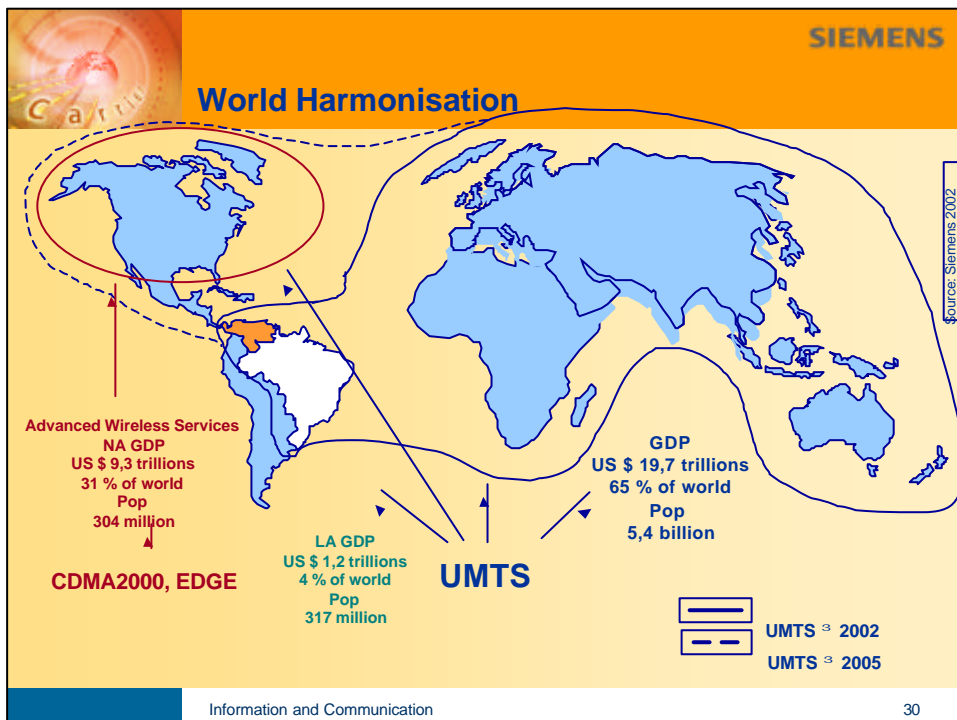 SIEMENS
Carri
World Harmonisation
Source: Siemens 2002
Advanced Wireless Services
NA GDP
US $ 9,3 trillions
31 % of world
Pop
304 million
CDMA2000, EDGE
LA GDP
US $ 1,2 trillions
4 % of world
Pop
317 million
UMTS
GDP
US $ 19,7 trillions
65 % of world
Pop
5,4 billion
UMTS ³ 2002
UMTS ³ 2005
Information and Communication
30